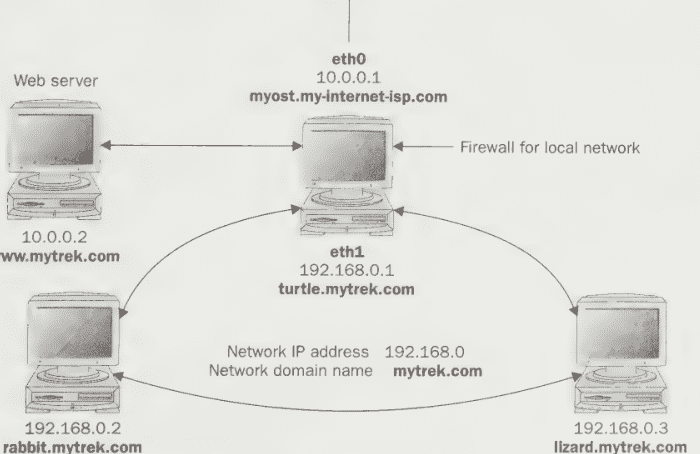 eth0
10.0.0.1
myost.my-internet-isp.com
Web server
Firewall for local network
10.0.0.2
www.mytrek.com
eth1
192.168.0.1
turtle.mytrek.com
Network IP address 192.168.0
Network domain name mytrek.com
192.168.0.2
rabbit.mytrek.com
192.168.0.3
lizard.mytrek.com